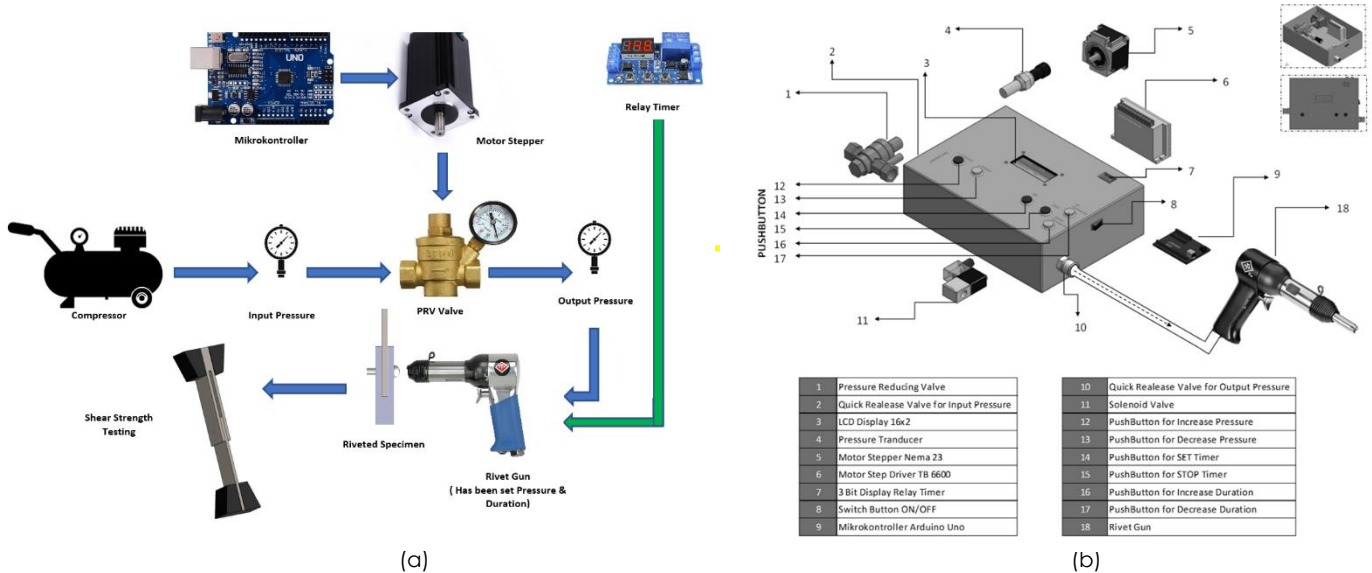 UNO
Mikrokontroller
Motor Stepper
Relay Timer
Compressor
Input Pressure
PRV Valve
Output Pressure
Shear Strength
Testing
Riveted Specimen
Rivet Gun
( Has been set Pressure &
Duration)
(a)
1
2
3
4
5
6
7
8
9
10
11
PUSHBUTTON
12
13
14
15
16
17
18
1 Pressure Reducing Valve
2 Quick Realease Valve for Input Pressure
3 LCD Display 16x2
4 Pressure Tranducer
5 Motor Stepper Nema 23
6 Motor Step Driver TB 6600
7 3 Bit Display Relay Timer
8 Switch Button ON/OFF
9 Mikrokontroller Arduino Uno
10 Quick Realease Valve for Output Pressure
11 Solenoid Valve
12 PushButton for Increase Pressure
13 PushButton for Decrease Pressure
14 PushButton for SET Timer
15 PushButton for STOP Timer
16 PushButton for Increase Duration
17 PushButton for Decrease Duration
18 Rivet Gun
(b)